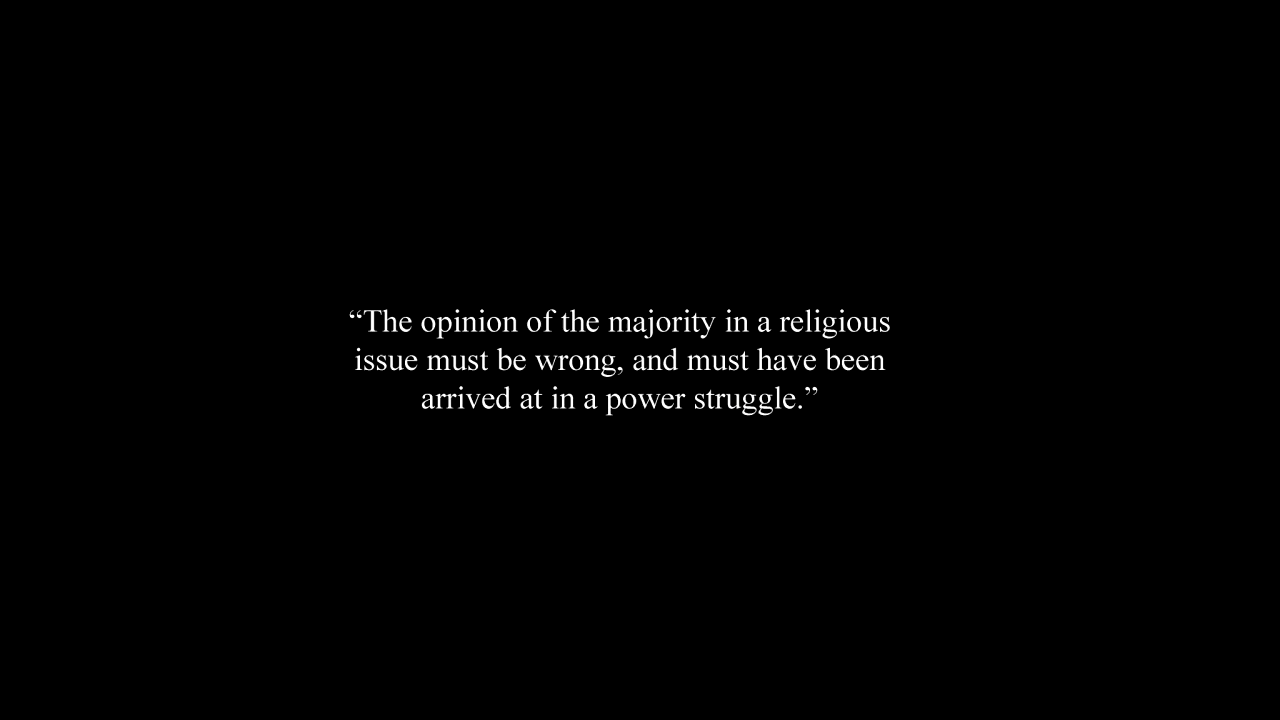 “The opinion of the majority in a religious
issue must be wrong, and must have been
arrived at in a power struggle.”